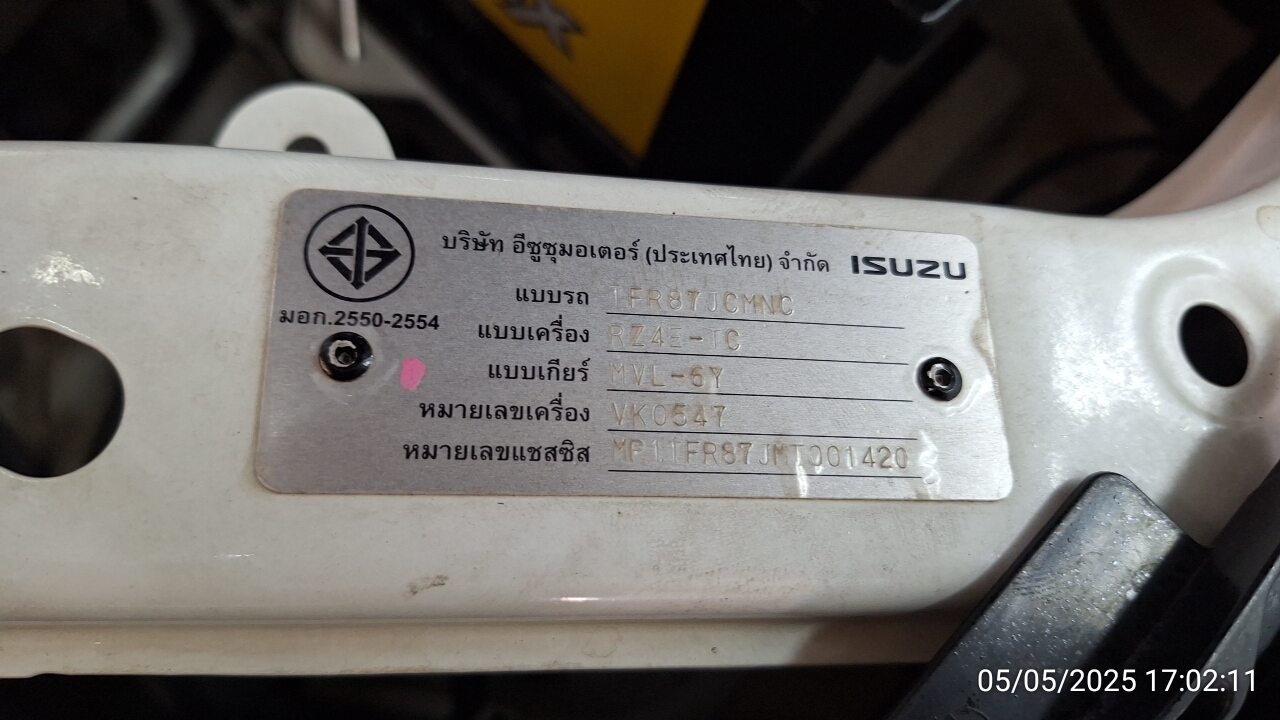 บริษัท อีซูซุมอเตอร์ (ประเทศไทย) จำกัด ISUZU
แบบรถ TFR87JCMNC
มอก.2550-2554
แบบเครื่อง RZ4E-TC
แบบเกียร์ MVL-6Y
หมายเลขเครื่อง VK0547
หมายเลขแชสซิส MP1TFR87JMT001420
05/05/2025 17:02:11